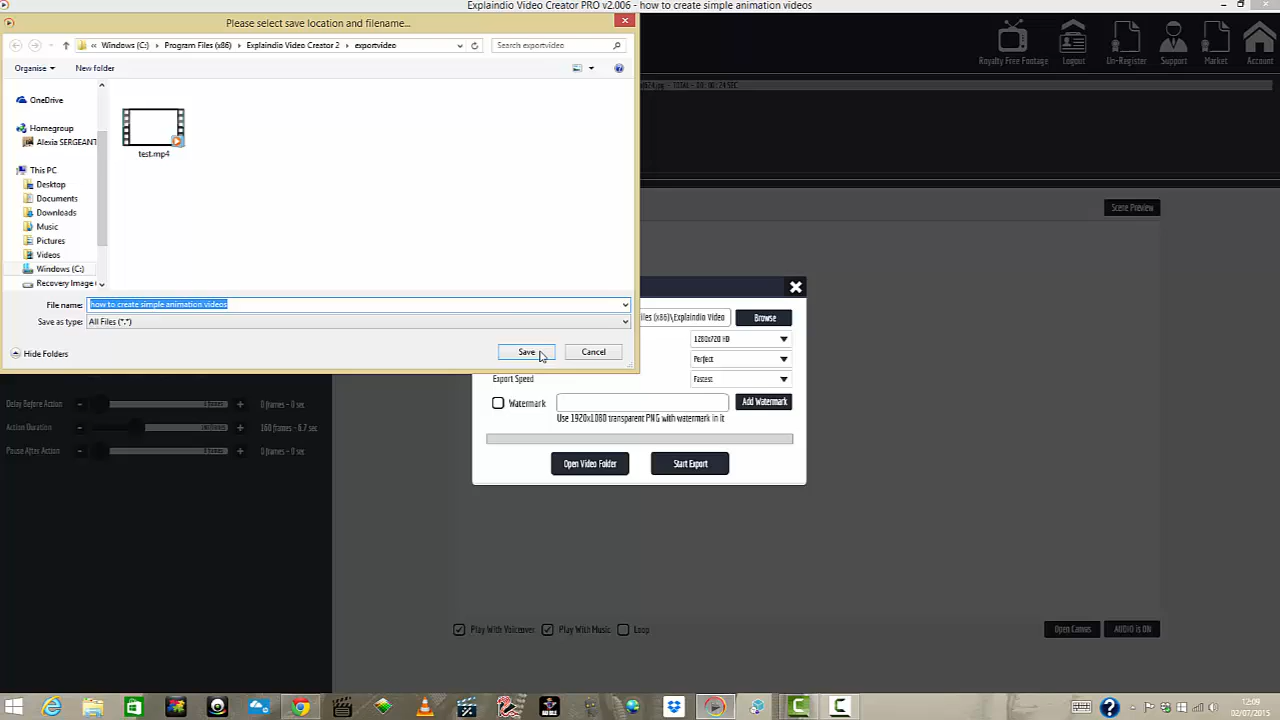 Explaindio Video Creator PRO v2.006 - how to create simple animation videos
Please select save location and filename...
« Windows (C:) Program Files (x86) Explaindio Video Creator 2 exportvideo
Search exportvideo
Organise New folder
OneDrive
Homegroup
Alexia SERGEANT
This PC
Desktop
Documents
Downloads
Music
Pictures
Videos
Windows (C:)
Recovery Image
test.mp4
File name: how to create simple animation videos
Save as type: All Files (*.*)
Hide Folders
Save Cancel
Royalty Free Footage Logout Un-Register Support Market Account
Scene Preview
iles (x86)\Explaindio Video Browse
1280x720 HD
Perfect
Export Speed Fastest
Watermark Add Watermark
Use 1920x1080 transparent PNG with watermark in it
Open Video Folder Start Export
Delay Before Action - + 0 frames - 0 sec
Action Duration - + 160 frames - 6.7 sec
Pause After Action - + 0 frames - 0 sec
Play With Voiceover Play With Music Loop
Open Canvas AUDIO is ON
12:09
02/07/2015